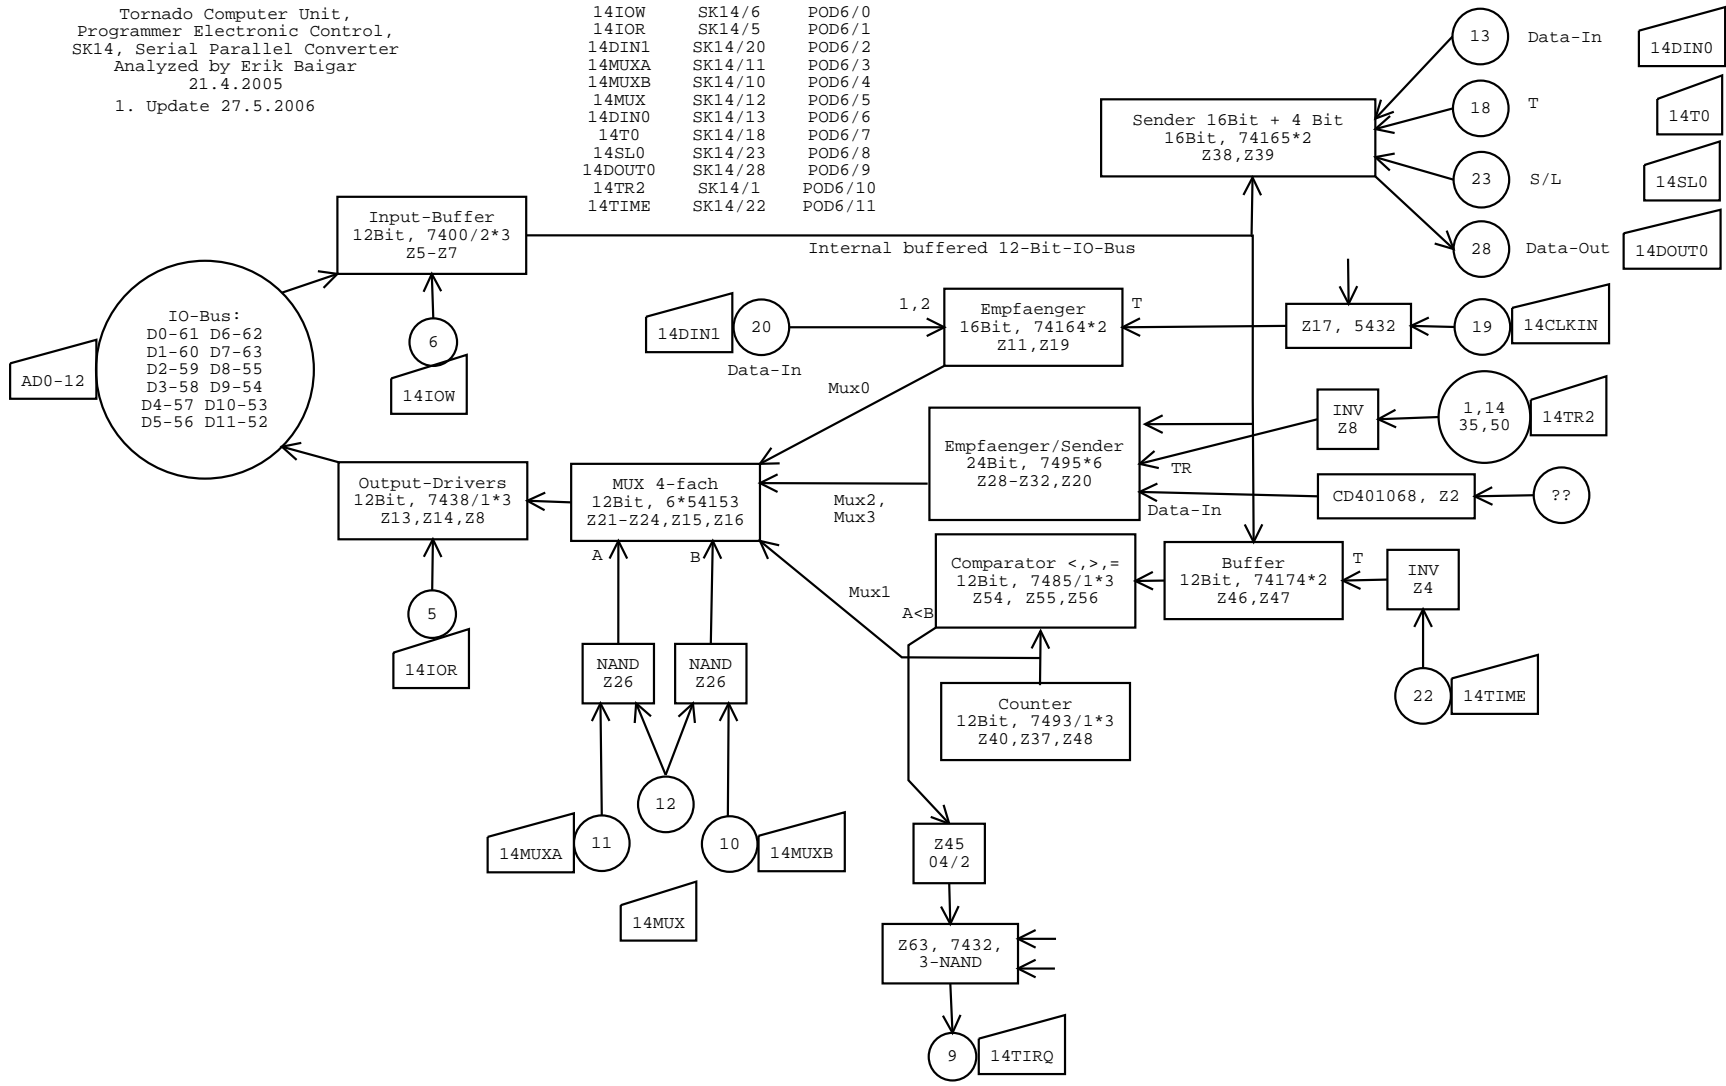 Tornado Computer Unit,
Programmer Electronic Control,
SK14, Serial Parallel Converter
Analyzed by Erik Baigar
21.4.2005
1. Update 27.5.2006
14IOW SK14/6 POD6/0
14IOR SK14/5 POD6/1
14DIN1 SK14/20 POD6/2
14MUXA SK14/11 POD6/3
14MUXB SK14/10 POD6/4
14MUX SK14/12 POD6/5
14DIN0 SK14/13 POD6/6
14T0 SK14/18 POD6/7
14SL0 SK14/23 POD6/8
14DOUT0 SK14/28 POD6/9
14TR2 SK14/1 POD6/10
14TIME SK14/22 POD6/11
13
Data-In
14DIN0
18
T
14T0
23
S/L
14SL0
28
Data-Out
14DOUT0
Sender 16Bit + 4 Bit
16Bit, 74165*2
Z38,Z39
Input-Buffer
12Bit, 7400/2*3
Z5-Z7
Internal buffered 12-Bit-IO-Bus
IO-Bus:
D0-61 D6-62
D1-60 D7-63
D2-59 D8-55
D3-58 D9-54
D4-57 D10-53
D5-56 D11-52
AD0-12
6
14IOW
14DIN1
20
Data-In
1,2
Empfaenger
16Bit, 74164*2
Z11,Z19
T
Z17, 5432
19
14CLKIN
Mux0
INV
Z8
1,14
35,50
14TR2
Empfaenger/Sender
24Bit, 7495*6
Z28-Z32,Z20
TR
Data-In
CD401068, Z2
??
Output-Drivers
12Bit, 7438/1*3
Z13,Z14,Z8
MUX 4-fach
12Bit, 6*54153
Z21-Z24,Z15,Z16
Mux2,
Mux3
A
B
Mux1
A<B
Comparator <,>,=
12Bit, 7485/1*3
Z54, Z55,Z56
Buffer
12Bit, 74174*2
Z46,Z47
T
INV
Z4
5
14IOR
NAND
Z26
NAND
Z26
22
14TIME
Counter
12Bit, 7493/1*3
Z40,Z37,Z48
12
14MUXA
11
10
14MUXB
14MUX
Z45
04/2
Z63, 7432,
3-NAND
9
14TIRQ